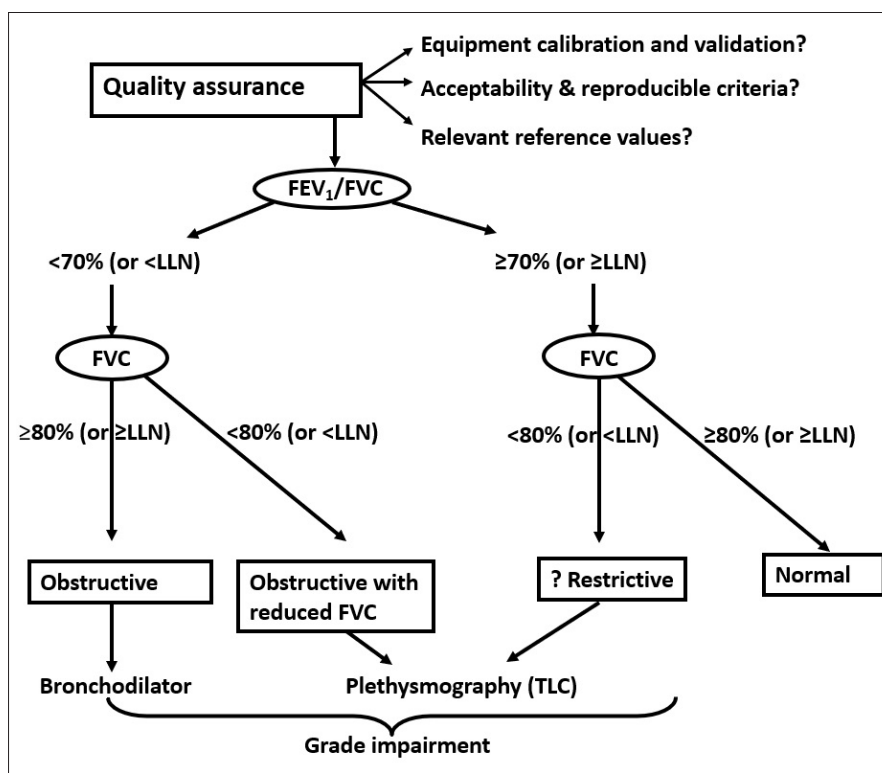 Equipment calibration and validation?
Quality assurance
Acceptability & reproducible criteria?
Relevant reference values?
FEV₁/FVC
<70% (or <LLN)
≥70% (or ≥LLN)
FVC
FVC
≥80% (or ≥LLN)
<80% (or <LLN)
<80% (or <LLN)
≥80% (or ≥LLN)
Obstructive
Obstructive with
reduced FVC
? Restrictive
Normal
Bronchodilator
Plethysmography (TLC)
Grade impairment